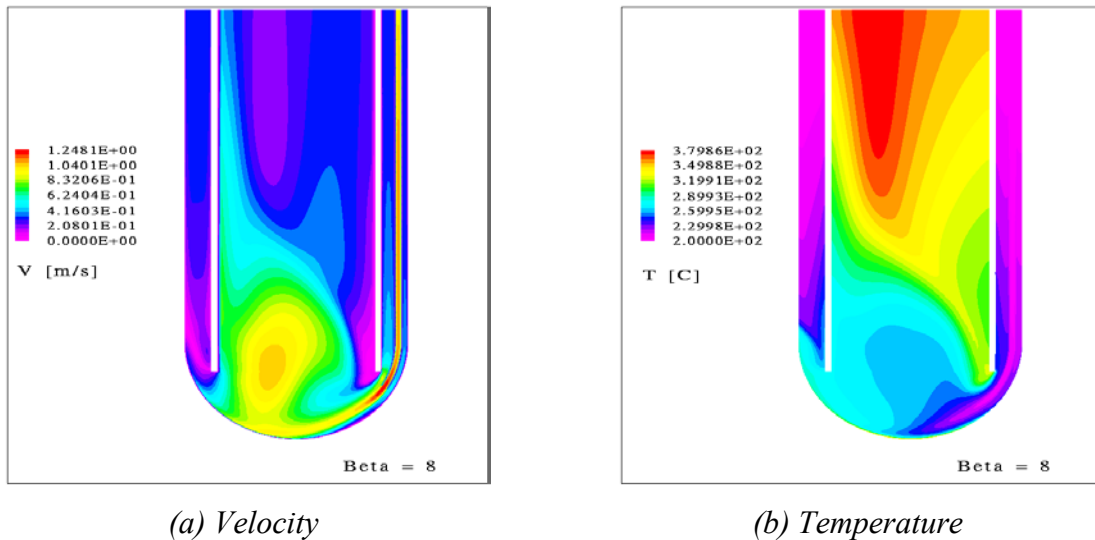 1.2481E+00
1.0401E+00
8.3206E-01
6.2404E-01
4.1603E-01
2.0801E-01
0.0000E+00
V [m/s]
Beta = 8
3.7986E+02
3.4988E+02
3.1991E+02
2.8993E+02
2.5995E+02
2.2998E+02
2.0000E+02
T [C]
Beta = 8
(a) Velocity
(b) Temperature